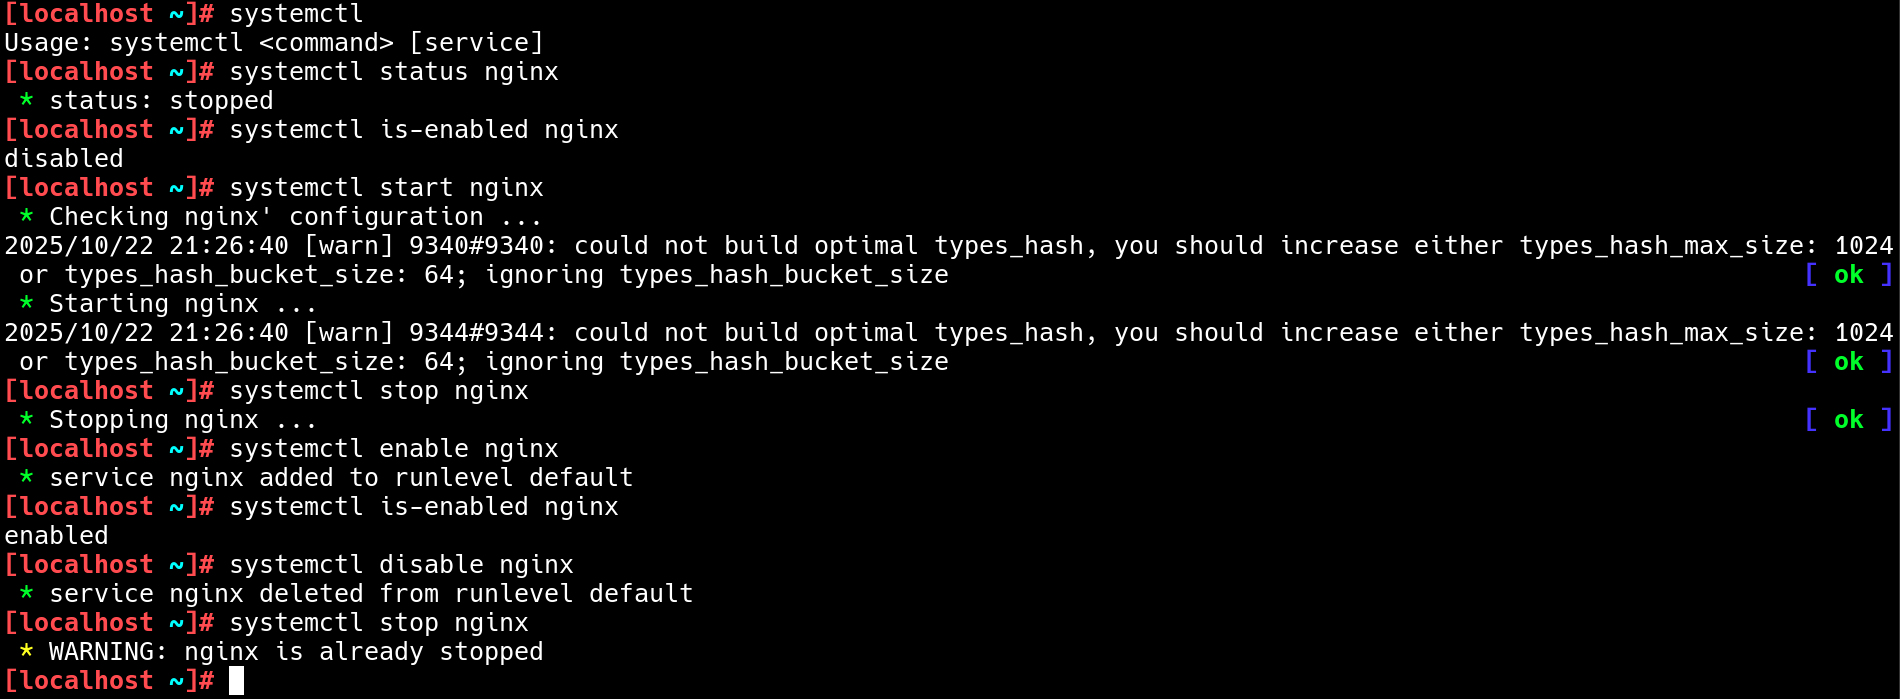 [localhost ~]# systemctl
Usage: systemctl <command> [service]
[localhost ~]# systemctl status nginx
 * status: stopped
[localhost ~]# systemctl is-enabled nginx
disabled
[localhost ~]# systemctl start nginx
 * Checking nginx' configuration ...
2025/10/22 21:26:40 [warn] 9340#9340: could not build optimal types_hash, you should increase either types_hash_max_size: 1024
 or types_hash_bucket_size: 64; ignoring types_hash_bucket_size [ ok ]
 * Starting nginx ...
2025/10/22 21:26:40 [warn] 9344#9344: could not build optimal types_hash, you should increase either types_hash_max_size: 1024
 or types_hash_bucket_size: 64; ignoring types_hash_bucket_size [ ok ]
[localhost ~]# systemctl stop nginx
 * Stopping nginx ... [ ok ]
[localhost ~]# systemctl enable nginx
 * service nginx added to runlevel default
[localhost ~]# systemctl is-enabled nginx
enabled
[localhost ~]# systemctl disable nginx
 * service nginx deleted from runlevel default
[localhost ~]# systemctl stop nginx
 * WARNING: nginx is already stopped
[localhost ~]#